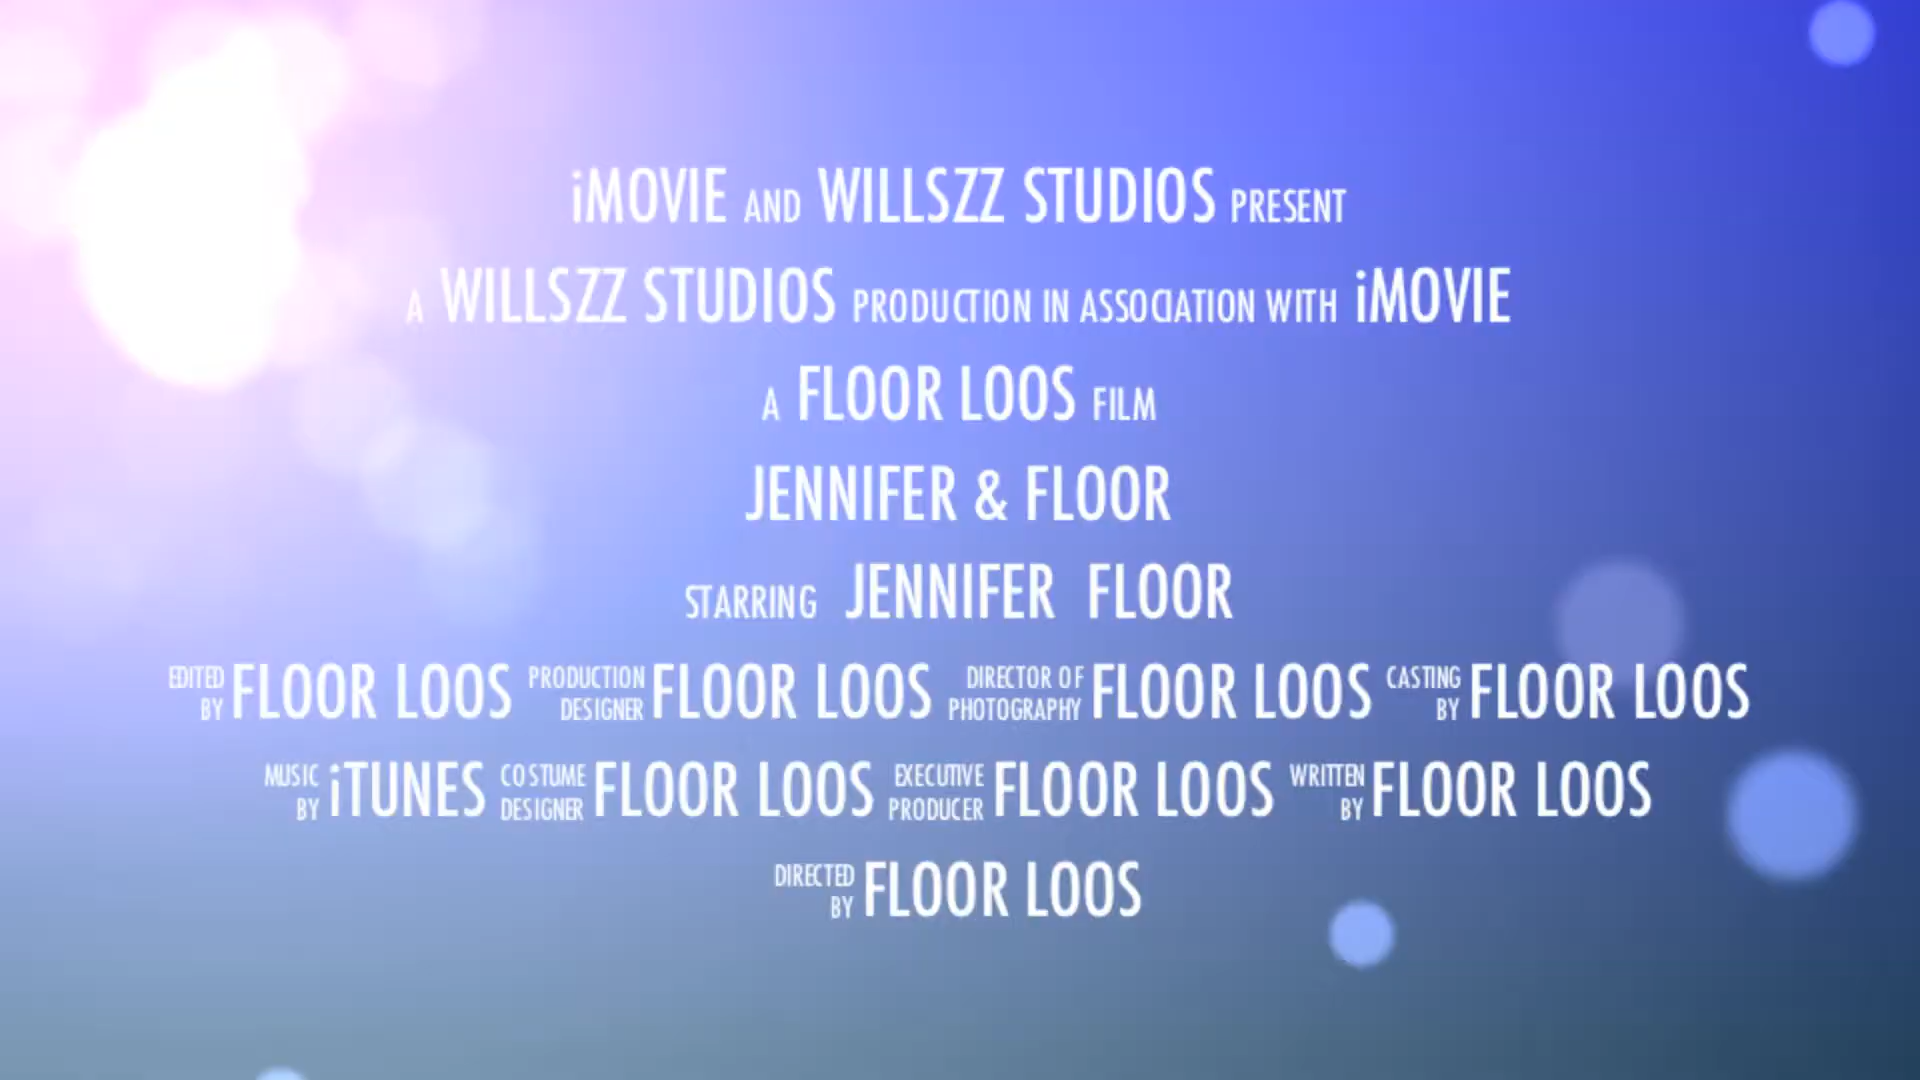 iMOVIE AND WILLSZZ STUDIOS PRESENT
A WILLSZZ STUDIOS PRODUCTION IN ASSOCIATION WITH iMOVIE
A FLOOR LOOS FILM
JENNIFER & FLOOR
STARRING JENNIFER FLOOR
EDITED BY FLOOR LOOS PRODUCTION DESIGNER FLOOR LOOS DIRECTOR OF PHOTOGRAPHY FLOOR LOOS CASTING BY FLOOR LOOS
MUSIC BY iTUNES COSTUME DESIGNER FLOOR LOOS EXECUTIVE PRODUCER FLOOR LOOS WRITTEN BY FLOOR LOOS
DIRECTED BY FLOOR LOOS